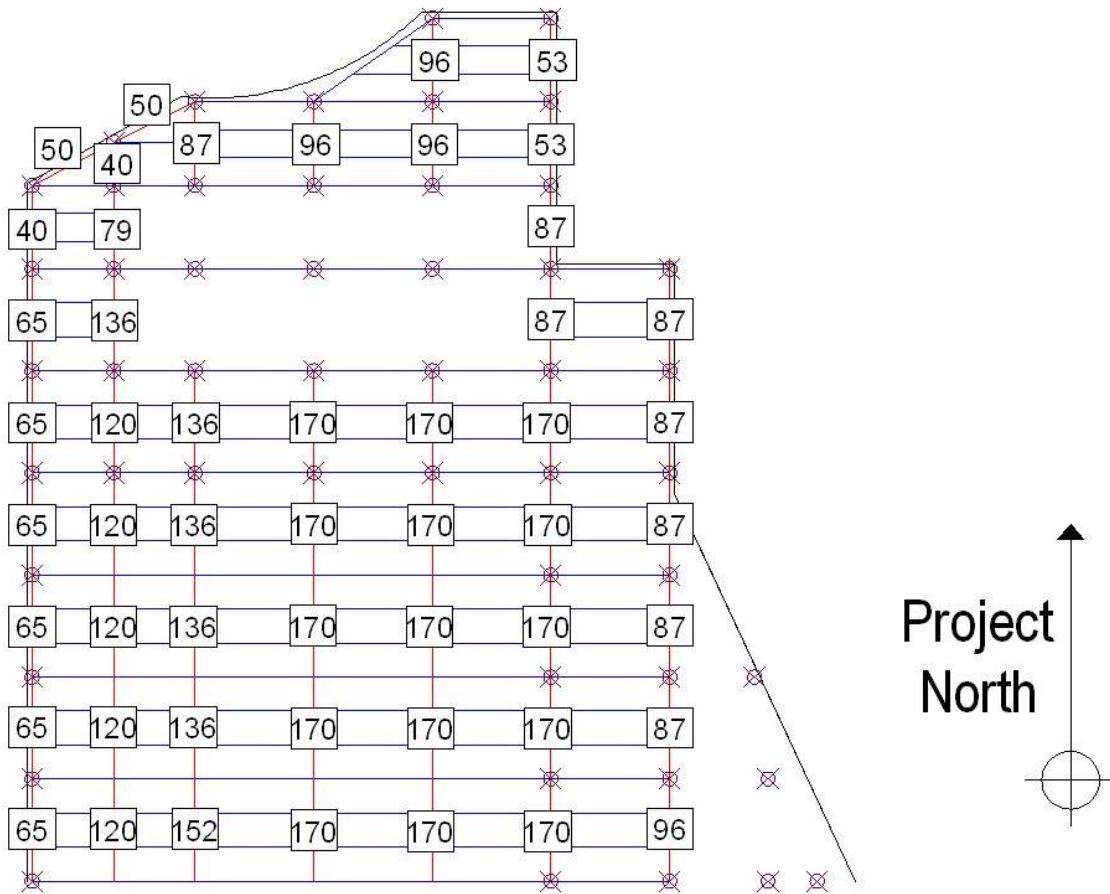 96 53
50
50 40 87 96 96 53
40 79 87
65 136 87 87
65 120 136 170 170 170 87
65 120 136 170 170 170 87
65 120 136 170 170 170 87
65 120 136 170 170 170 87
65 120 152 170 170 170 96
Project
North